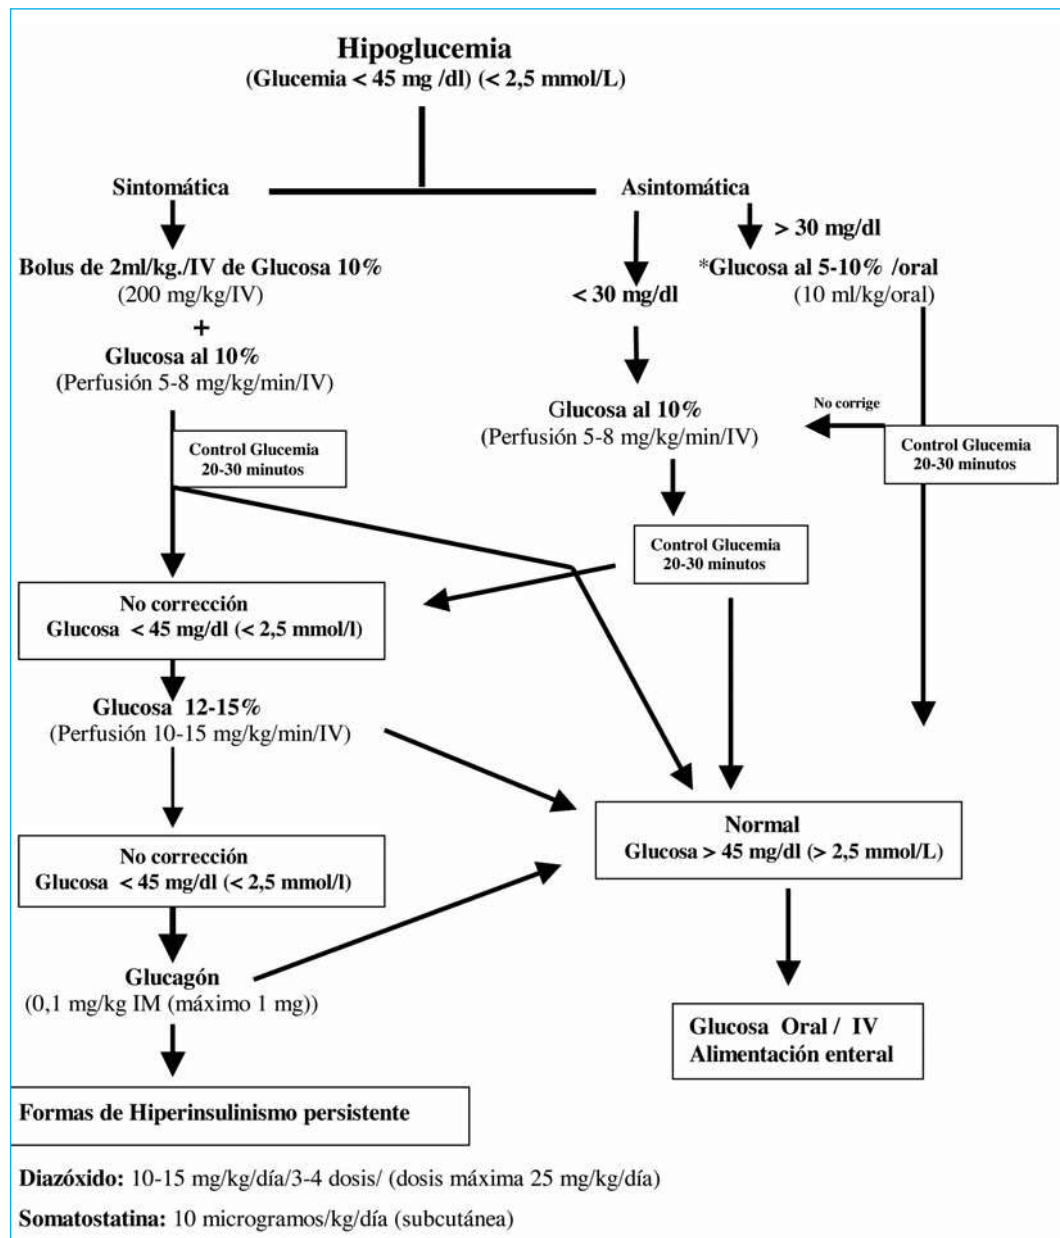 Hipoglucemia
(Glucemia < 45 mg /dl) (< 2,5 mmol/L)
Sintomática
Asintomática
> 30 mg/dl
Bolus de 2ml/kg./IV de Glucosa 10%
(200 mg/kg/IV)
+
Glucosa al 10%
(Perfusión 5-8 mg/kg/min/IV)
*Glucosa al 5-10% /oral
(10 ml/kg/oral)
< 30 mg/dl
Glucosa al 10%
(Perfusión 5-8 mg/kg/min/IV)
No corrige
Control Glucemia
20-30 minutos
Control Glucemia
20-30 minutos
Control Glucemia
20-30 minutos
No corrección
Glucosa < 45 mg/dl (< 2,5 mmol/l)
Glucosa 12-15%
(Perfusión 10-15 mg/kg/min/IV)
Normal
Glucosa > 45 mg/dl (> 2,5 mmol/L)
No corrección
Glucosa < 45 mg/dl (< 2,5 mmol/l)
Glucagón
(0,1 mg/kg IM (máximo 1 mg))
Glucosa Oral / IV
Alimentación enteral
Formas de Hiperinsulinismo persistente
Diazóxido: 10-15 mg/kg/día/3-4 dosis/ (dosis máxima 25 mg/kg/día)
Somatostatina: 10 microgramos/kg/día (subcutánea)